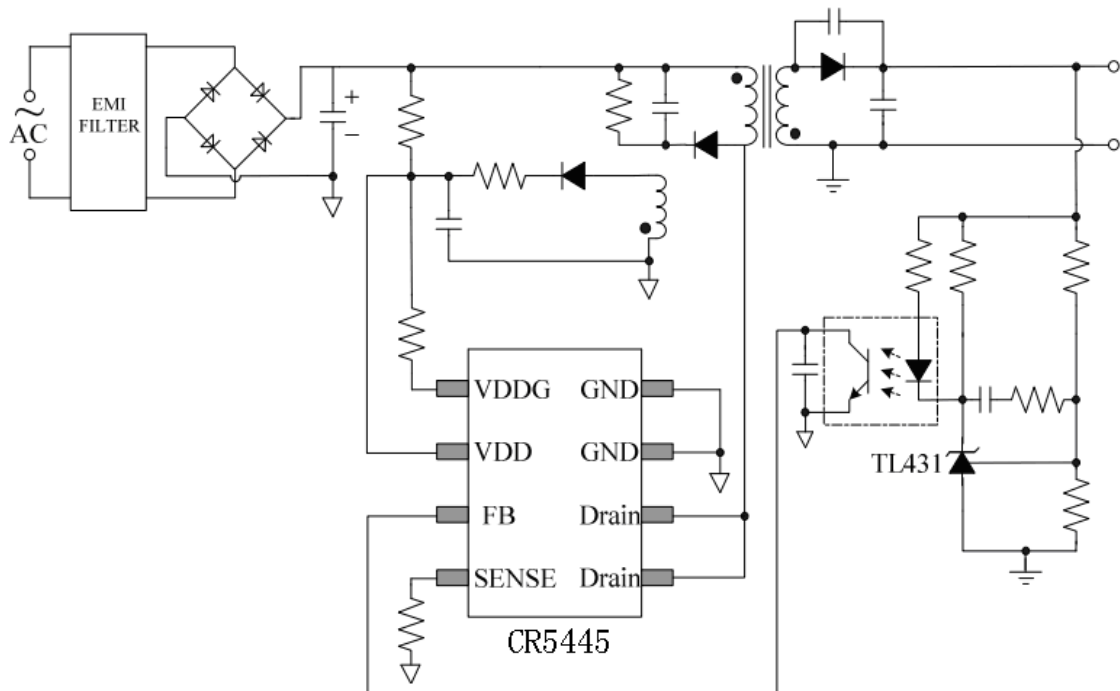 EMI
FILTER
~
AC
+
−
VDDG
GND
VDD
GND
FB
Drain
SENSE
Drain
CR5445
TL431